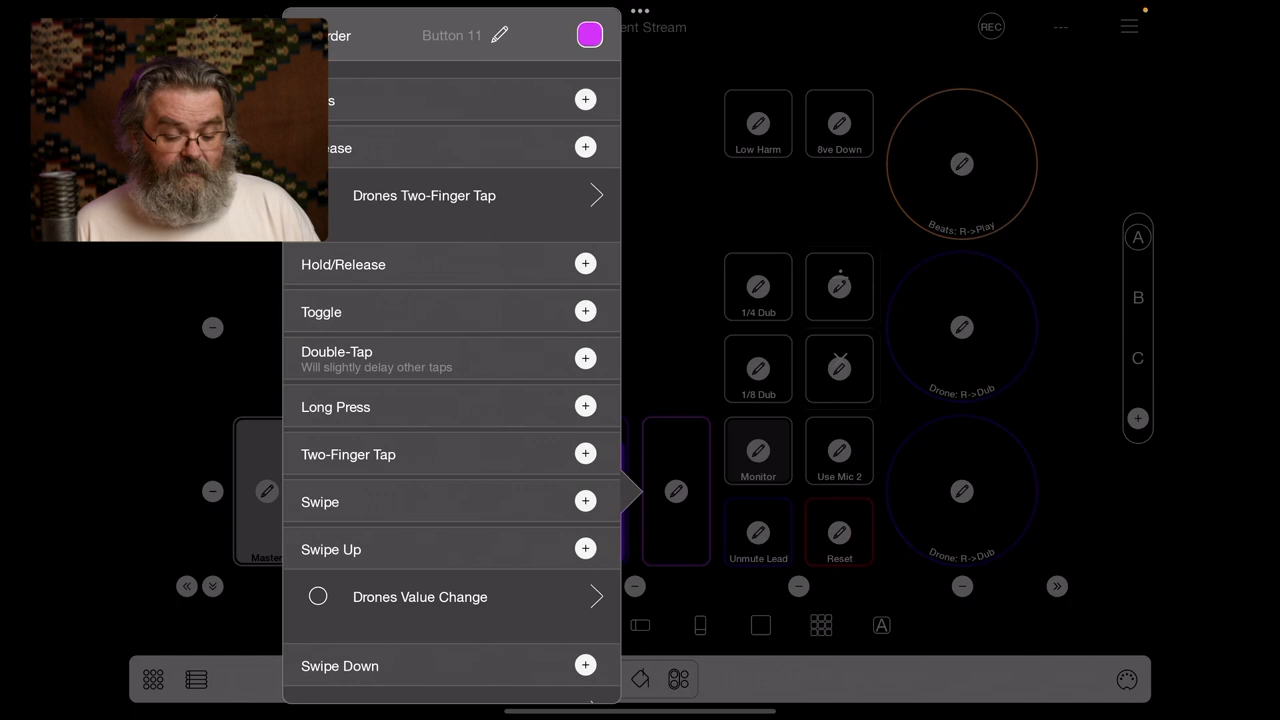 rder
Button 11
ent Stream
REC
---
s
ease
Drones Two-Finger Tap
Hold/Release
Toggle
Double-Tap
Will slightly delay other taps
Long Press
Two-Finger Tap
Swipe
Swipe Up
Drones Value Change
Swipe Down
Master
Low Harm
8ve Down
Beats: R->Play
1/4 Dub
1/8 Dub
Drone: R->Dub
Monitor
Use Mic 2
Unmute Lead
Reset
Drone: R->Dub
A
B
C
A